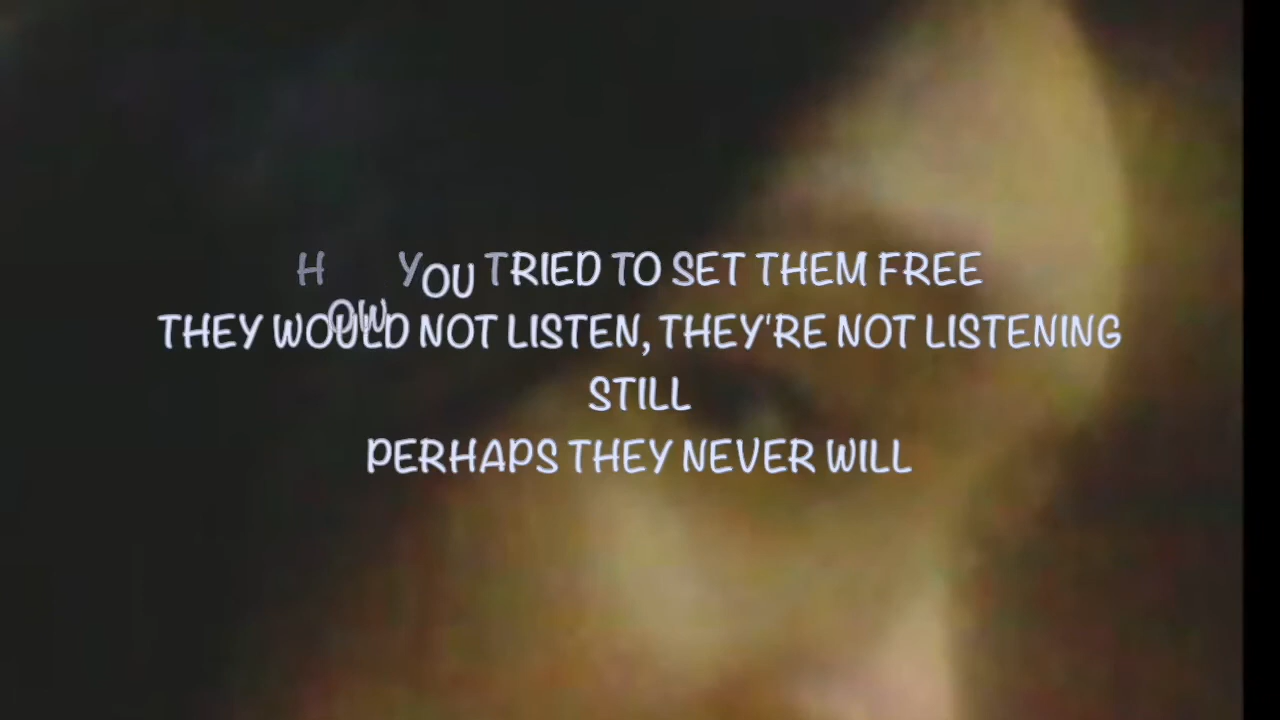 HOW YOU TRIED TO SET THEM FREE
THEY WOULD NOT LISTEN, THEY'RE NOT LISTENING
STILL
PERHAPS THEY NEVER WILL